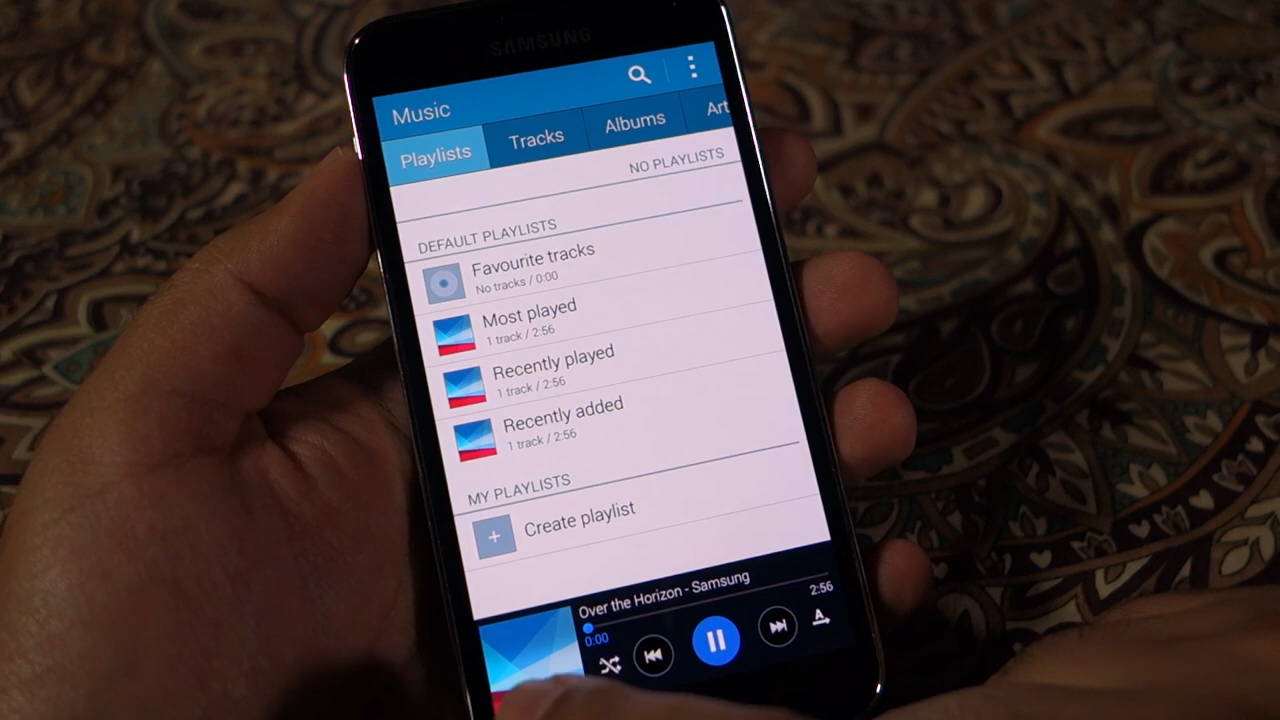 SAMSUNG
Music
Playlists Tracks Albums Art
NO PLAYLISTS
DEFAULT PLAYLISTS
Favourite tracks
No tracks / 0:00
Most played
1 track / 2:56
Recently played
1 track / 2:56
Recently added
1 track / 2:56
MY PLAYLISTS
+ Create playlist
Over the Horizon - Samsung
0:00 2:56
A